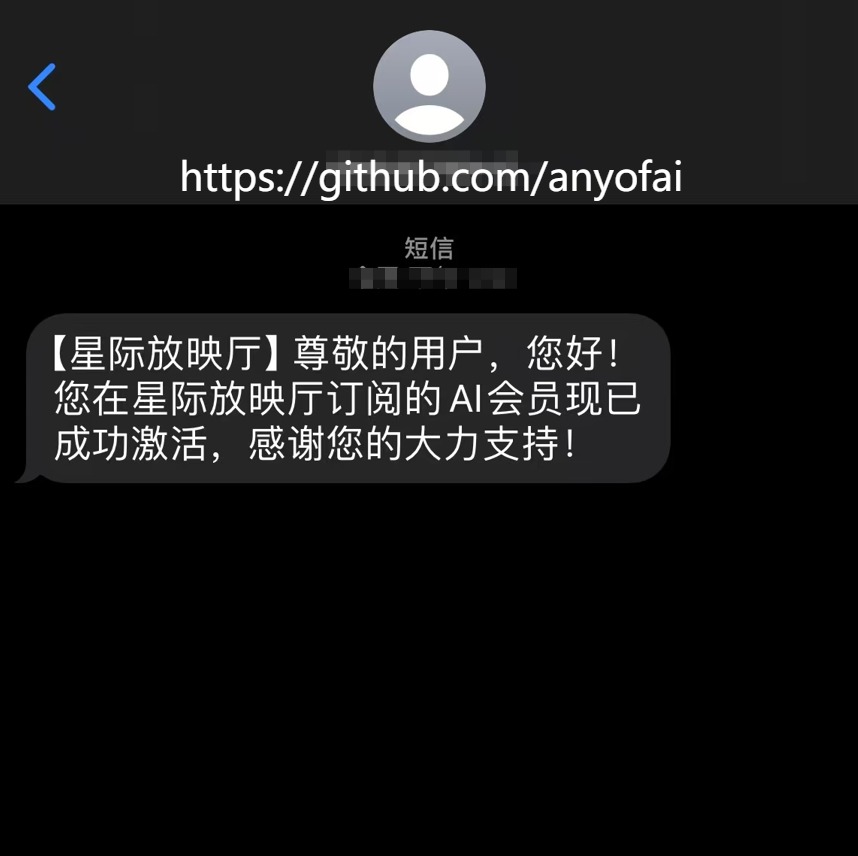 https://github.com/anyofai
短信
【星际放映厅】尊敬的用户，您好！
您在星际放映厅订阅的AI会员现已
成功激活，感谢您的大力支持！